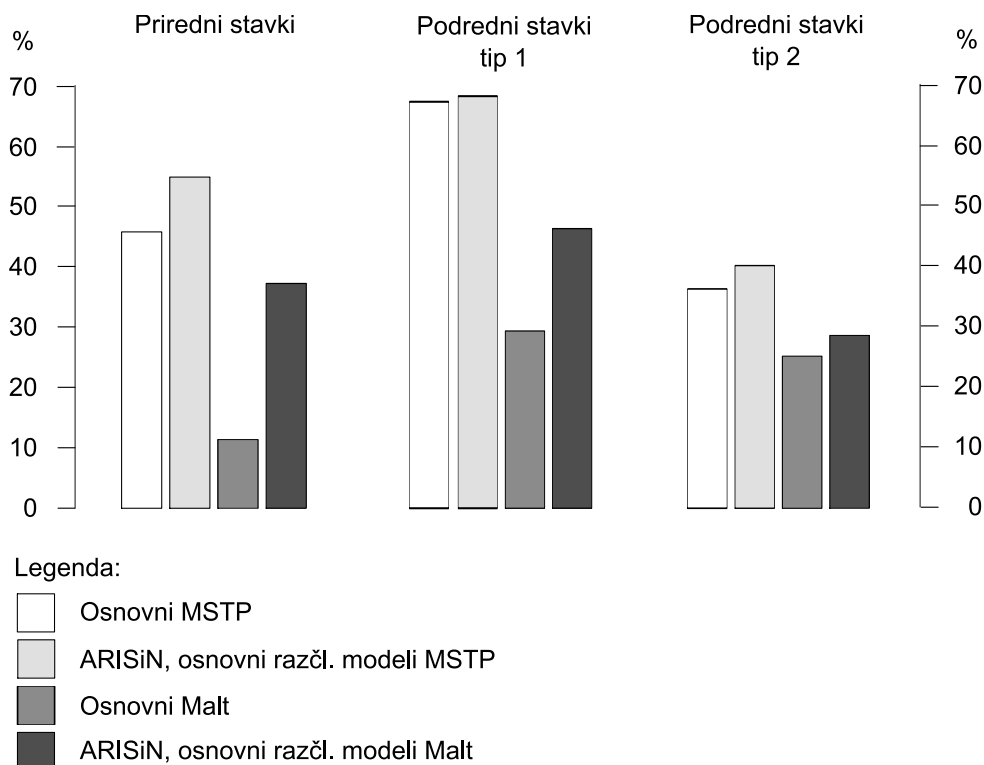 Priredni stavki
Podredni stavki
tip 1
Podredni stavki
tip 2
%
%
70
60
50
40
30
20
10
0
70
60
50
40
30
20
10
0
Legenda:
Osnovni MSTP
ARISiN, osnovni razčl. modeli MSTP
Osnovni Malt
ARISiN, osnovni razčl. modeli Malt